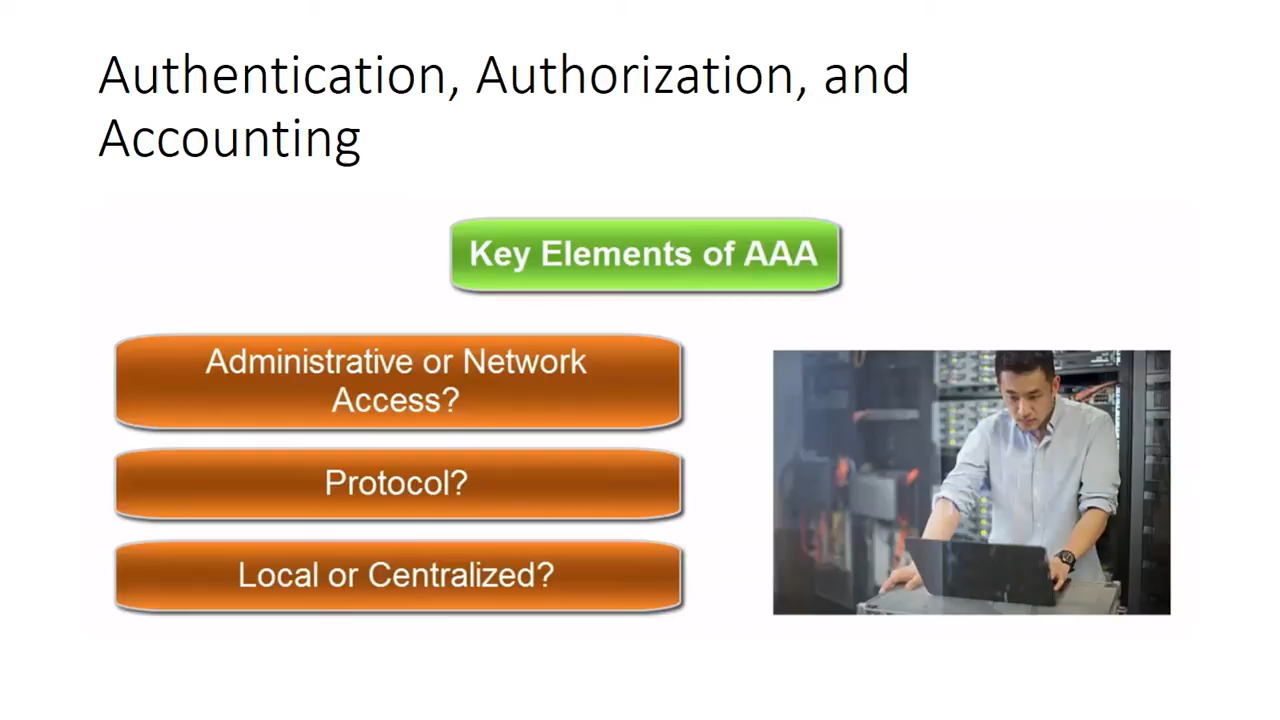 Authentication, Authorization, and
Accounting
Key Elements of AAA
Administrative or Network
Access?
Protocol?
Local or Centralized?